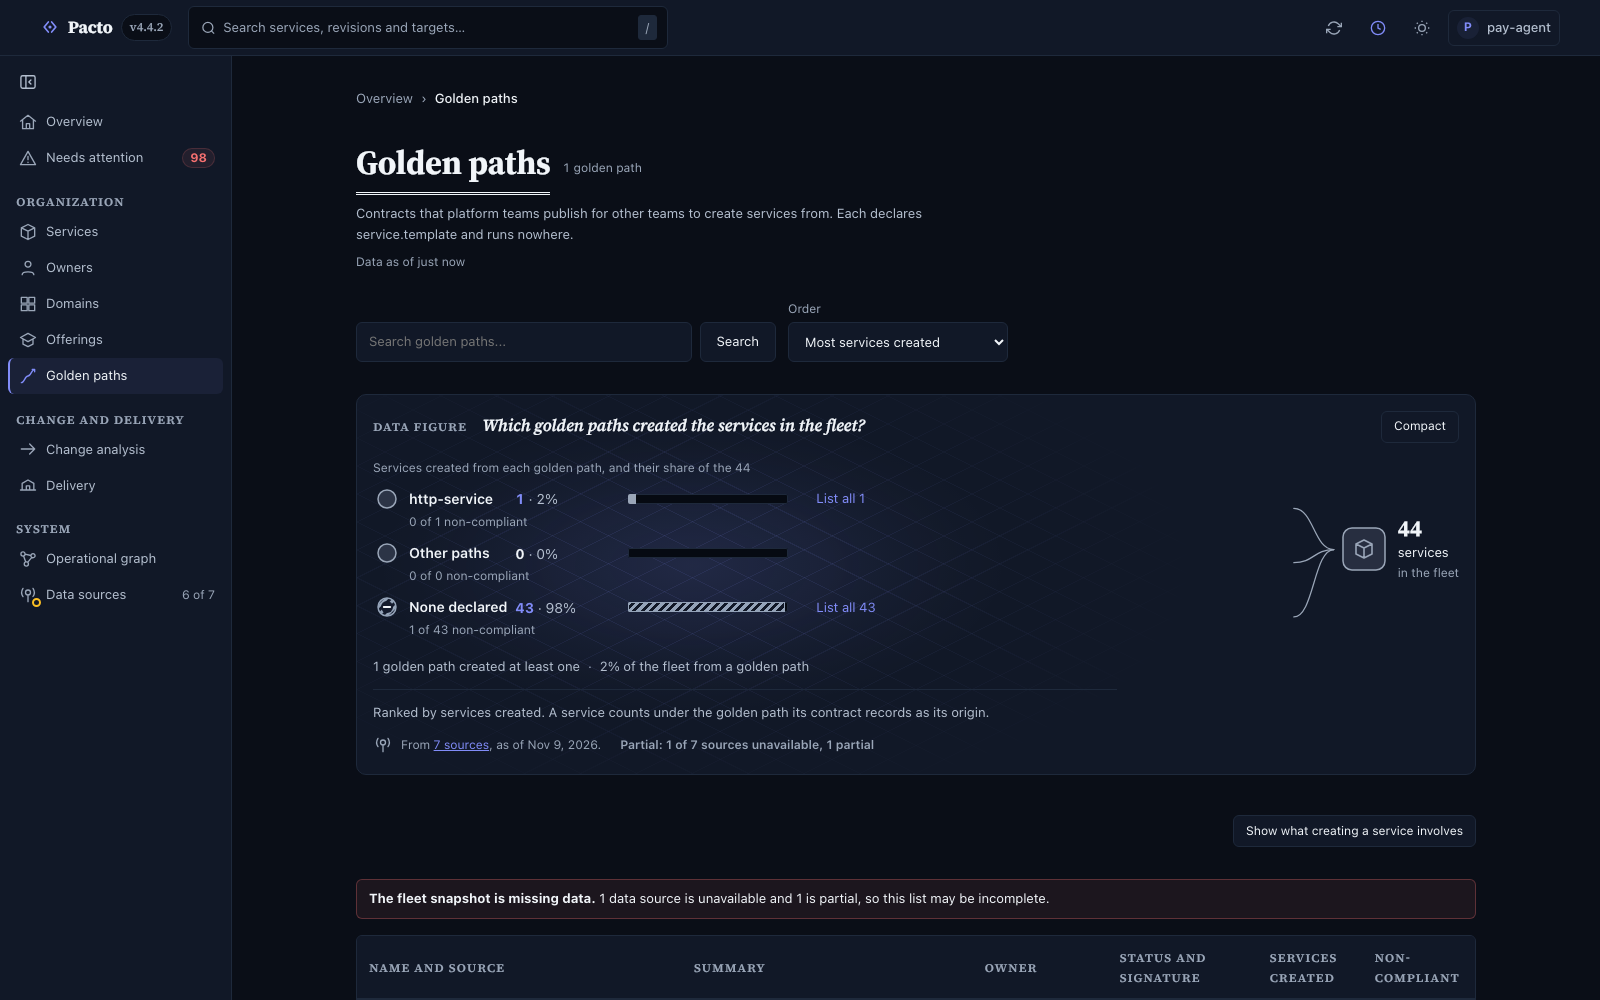 Pacto v4.4.2
Search services, revisions and targets... /
P pay-agent
Overview
Needs attention 98
ORGANIZATION
Services
Owners
Domains
Offerings
Golden paths
CHANGE AND DELIVERY
Change analysis
Delivery
SYSTEM
Operational graph
Data sources 6 of 7
Overview › Golden paths
Golden paths 1 golden path
Contracts that platform teams publish for other teams to create services from. Each declares
service.template and runs nowhere.
Data as of just now
Order
Search golden paths... Search Most services created
DATA FIGURE Which golden paths created the services in the fleet? Compact
Services created from each golden path, and their share of the 44
http-service 1 · 2% List all 1
0 of 1 non-compliant
Other paths 0 · 0%
0 of 0 non-compliant
None declared 43 · 98% List all 43
1 of 43 non-compliant
44
services
in the fleet
1 golden path created at least one · 2% of the fleet from a golden path
Ranked by services created. A service counts under the golden path its contract records as its origin.
From 7 sources, as of Nov 9, 2026. Partial: 1 of 7 sources unavailable, 1 partial
Show what creating a service involves
The fleet snapshot is missing data. 1 data source is unavailable and 1 is partial, so this list may be incomplete.
NAME AND SOURCE SUMMARY OWNER STATUS AND SIGNATURE SERVICES CREATED NON-COMPLIANT